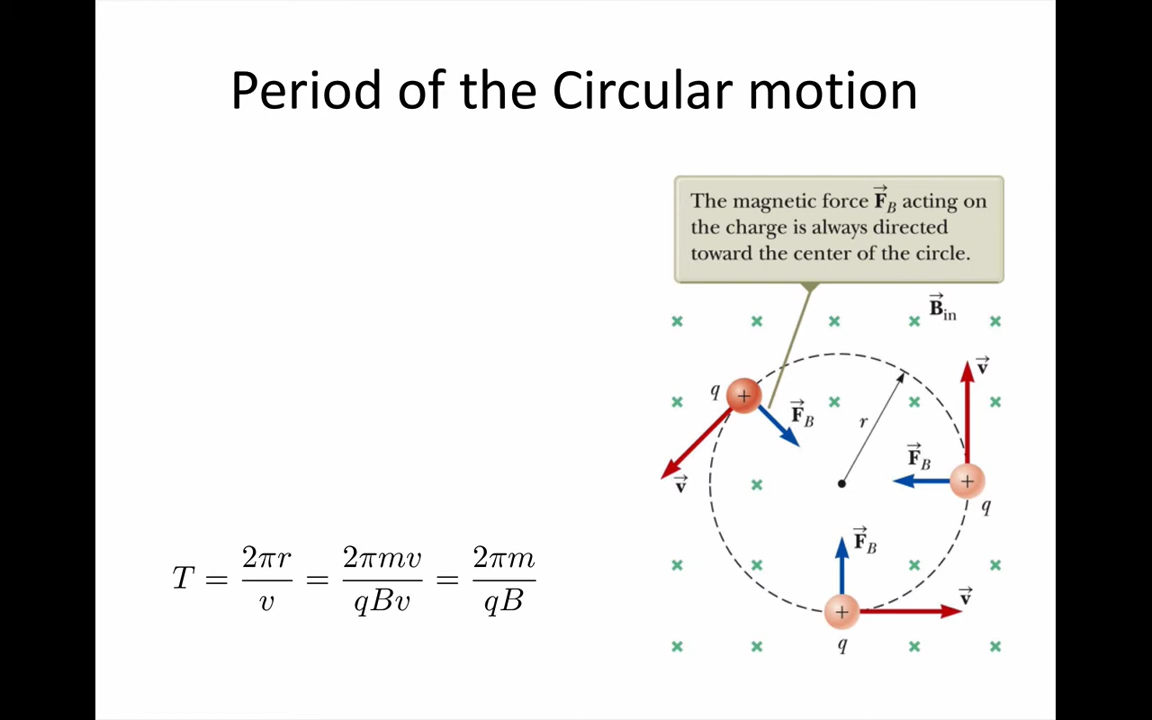 Period of the Circular motion
The magnetic force F⃗_B acting on
the charge is always directed
toward the center of the circle.
B⃗_in
v⃗
q
+
F⃗_B
r
F⃗_B
v⃗
+
q
F⃗_B
T = 2πr/v = 2πmv/qBv = 2πm/qB
+
v⃗
q